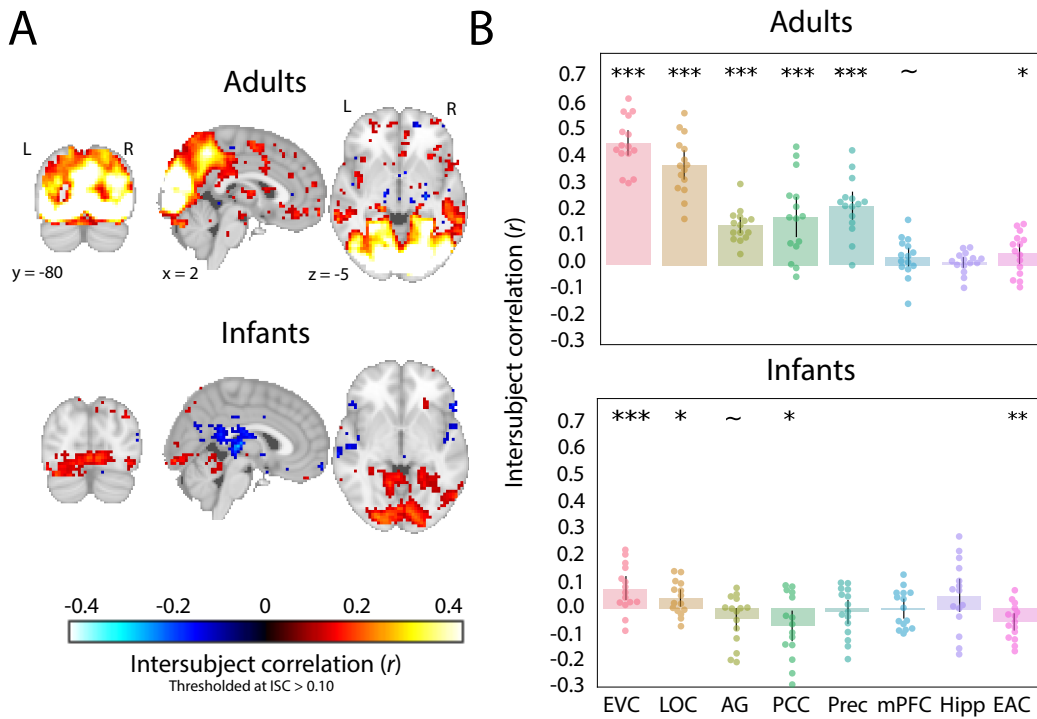 A
Adults
L
R
L
R
y = -80
x = 2
z = -5
Infants
-0.4
-0.2
0
0.2
0.4
Intersubject correlation (r)
Thresholded at ISC > 0.10
B
Intersubject correlation (r)
Adults
0.7
0.6
0.5
0.4
0.3
0.2
0.1
0.0
-0.1
-0.2
-0.3
*** *** *** *** *** ~ *
Infants
0.7
0.6
0.5
0.4
0.3
0.2
0.1
0.0
-0.1
-0.2
-0.3
*** * ~ * **
EVC LOC AG PCC Prec mPFC Hipp EAC